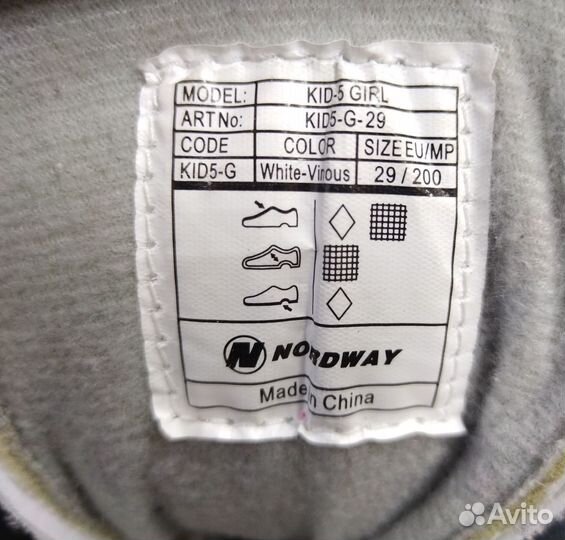 MODEL: KID-5 GIRL
ART No: KID5-G-29
CODE COLOR SIZE EU/MP
KID5-G White-Vinous 29 / 200
N NORDWAY
Made in China
Avito